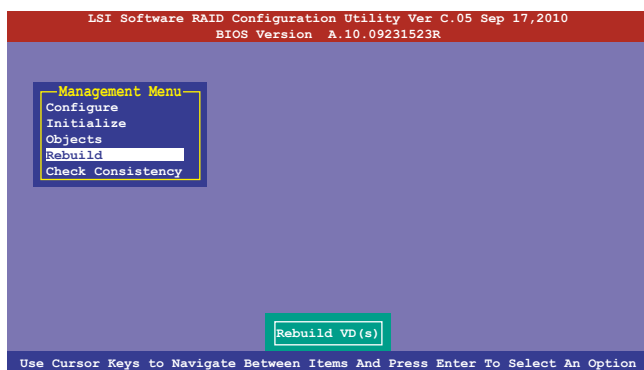 LSI Software RAID Configuration Utility Ver C.05 Sep 17,2010
BIOS Version A.10.09231523R
Management Menu
Configure
Initialize
Objects
Rebuild
Check Consistency
Rebuild VD(s)
Use Cursor Keys to Navigate Between Items And Press Enter To Select An Option